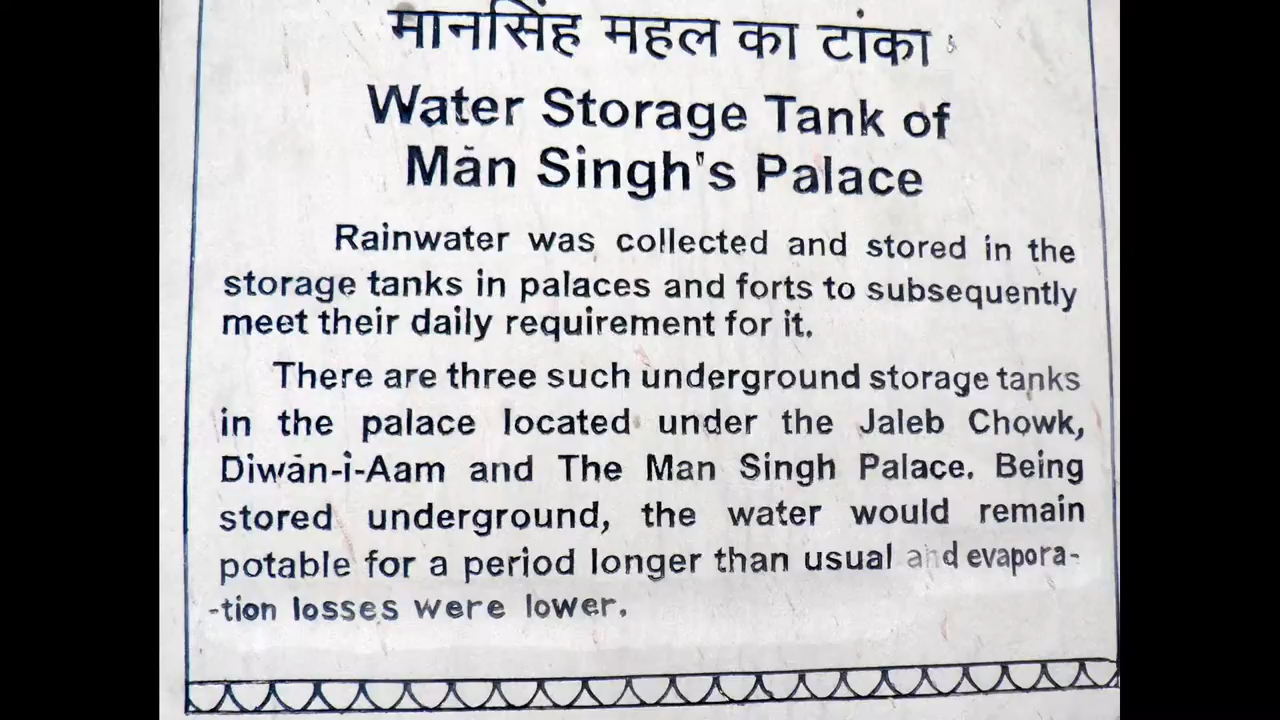 मानसिंह महल का टांका
Water Storage Tank of
Mān Singh's Palace
Rainwater was collected and stored in the
storage tanks in palaces and forts to subsequently
meet their daily requirement for it.
There are three such underground storage tanks
in the palace located under the Jaleb Chowk,
Diwān-i-Aam and The Man Singh Palace. Being
stored underground, the water would remain
potable for a period longer than usual and evapora-
-tion losses were lower.